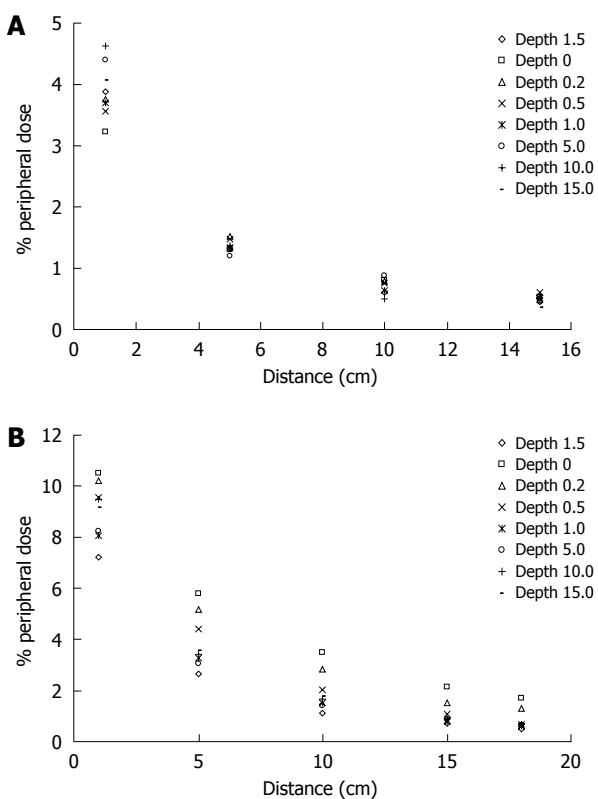 A
5
4
3
2
1
0
% peripheral dose
0 2 4 6 8 10 12 14 16
Distance (cm)
Depth 1.5
Depth 0
Depth 0.2
Depth 0.5
Depth 1.0
Depth 5.0
Depth 10.0
Depth 15.0
B
12
10
8
6
4
2
0.0
% peripheral dose
0 5 10 15 20
Distance (cm)
Depth 1.5
Depth 0
Depth 0.2
Depth 0.5
Depth 1.0
Depth 5.0
Depth 10.0
Depth 15.0